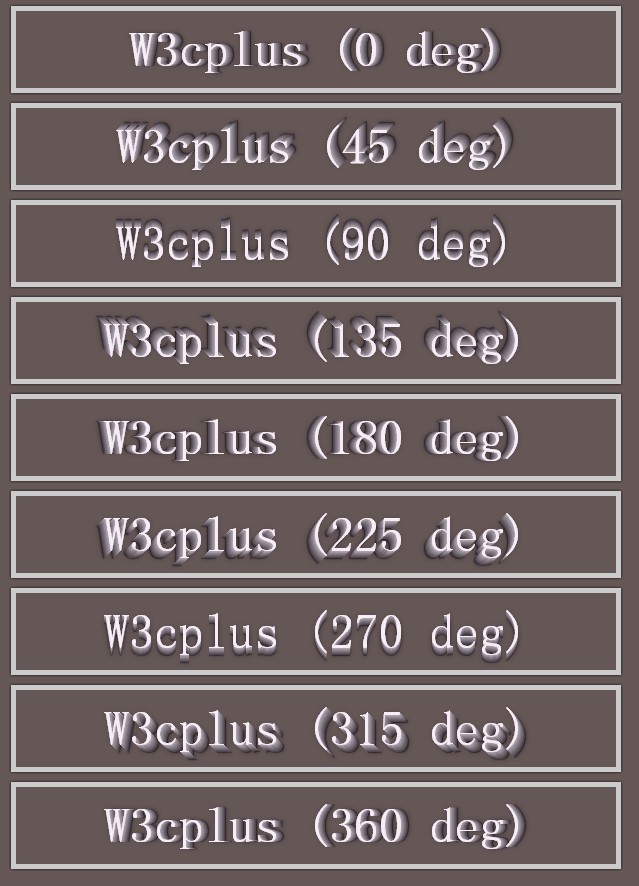 W3cplus (0 deg)
W3cplus (45 deg)
W3cplus (90 deg)
W3cplus (135 deg)
W3cplus (180 deg)
W3cplus (225 deg)
W3cplus (270 deg)
W3cplus (315 deg)
W3cplus (360 deg)